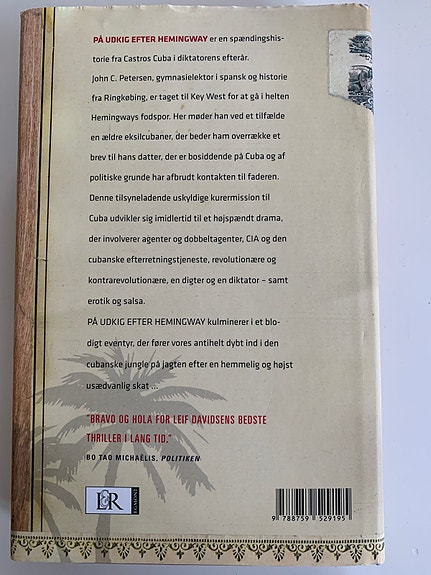 PÅ UDKIG EFTER HEMINGWAY er en spændingshis-
torie fra Castros Cuba i diktatorens efterår.
John C. Petersen, gymnasielektor i spansk og historie
fra Ringkøbing, er taget til Key West for at gå i helten
Hemingways fodspor. Her møder han ved et tilfælde
en ældre eksilcubaner, der beder ham overrække et
brev til hans datter, der er bosiddende på Cuba og af
politiske grunde har afbrudt kontakten til faderen.
Denne tilsyneladende uskyldige kurermission til
Cuba udvikler sig imidlertid til et højspændt drama,
der involverer agenter og dobbeltagenter, CIA og den
cubanske efterretningstjeneste, revolutionære og
kontrarevolutionære, en digter og en diktator – samt
erotik og salsa.
PÅ UDKIG EFTER HEMINGWAY kulminerer i et blo-
digt eventyr, der fører vores antihelt dybt ind i den
cubanske jungle på jagten efter en hemmelig og højst
usædvanlig skat ...
"BRAVO OG HOLA FOR LEIF DAVIDSENS BEDSTE
THRILLER I LANG TID."
BO TAO MICHAËLIS, POLITIKEN
L&R
EGMONT
9 788759 529195